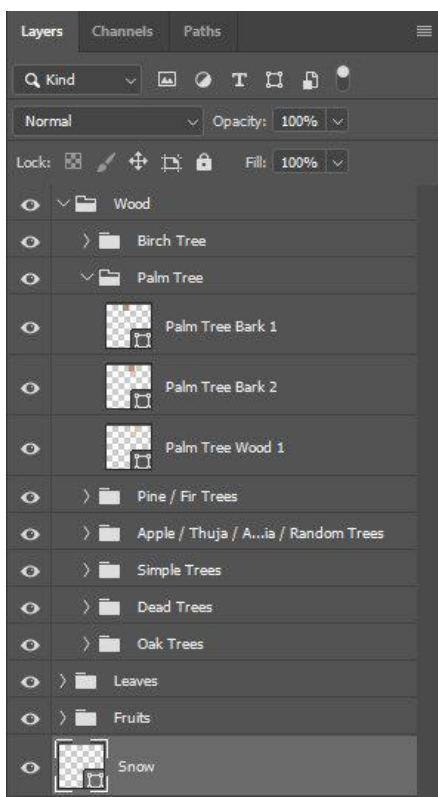 Layers Channels Paths
Kind T
Normal Opacity: 100%
Lock: Fill: 100%
Wood
Birch Tree
Palm Tree
Palm Tree Bark 1
Palm Tree Bark 2
Palm Tree Wood 1
Pine / Fir Trees
Apple / Thuja / A...ia / Random Trees
Simple Trees
Dead Trees
Oak Trees
Leaves
Fruits
Snow